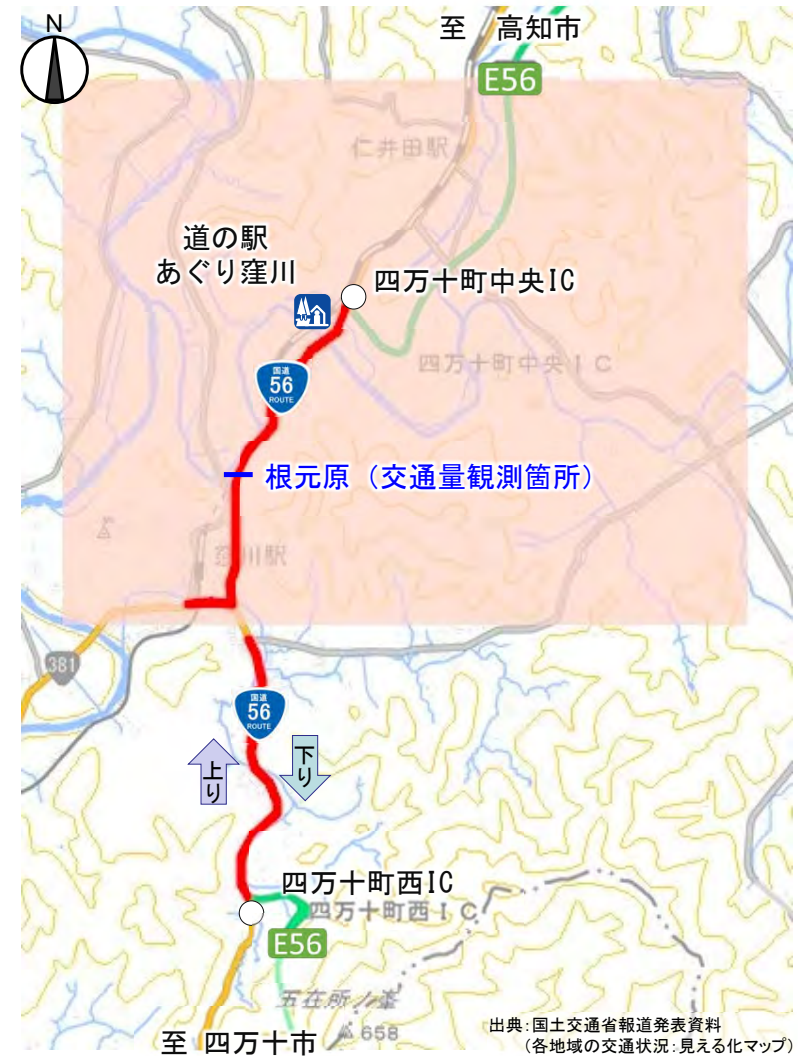 N
至 高知市
E56
仁井田駅
道の駅
あぐり窪川
四万十町中央IC
四万十町中央IC
国道
56
ROUTE
根元原（交通量観測箇所）
窪川駅
381
国道
56
ROUTE
上り
下り
四万十町西IC
四万十町西IC
E56
五在所ノ峯
658
至 四万十市
出典:国土交通省報道発表資料
(各地域の交通状況:見える化マップ)